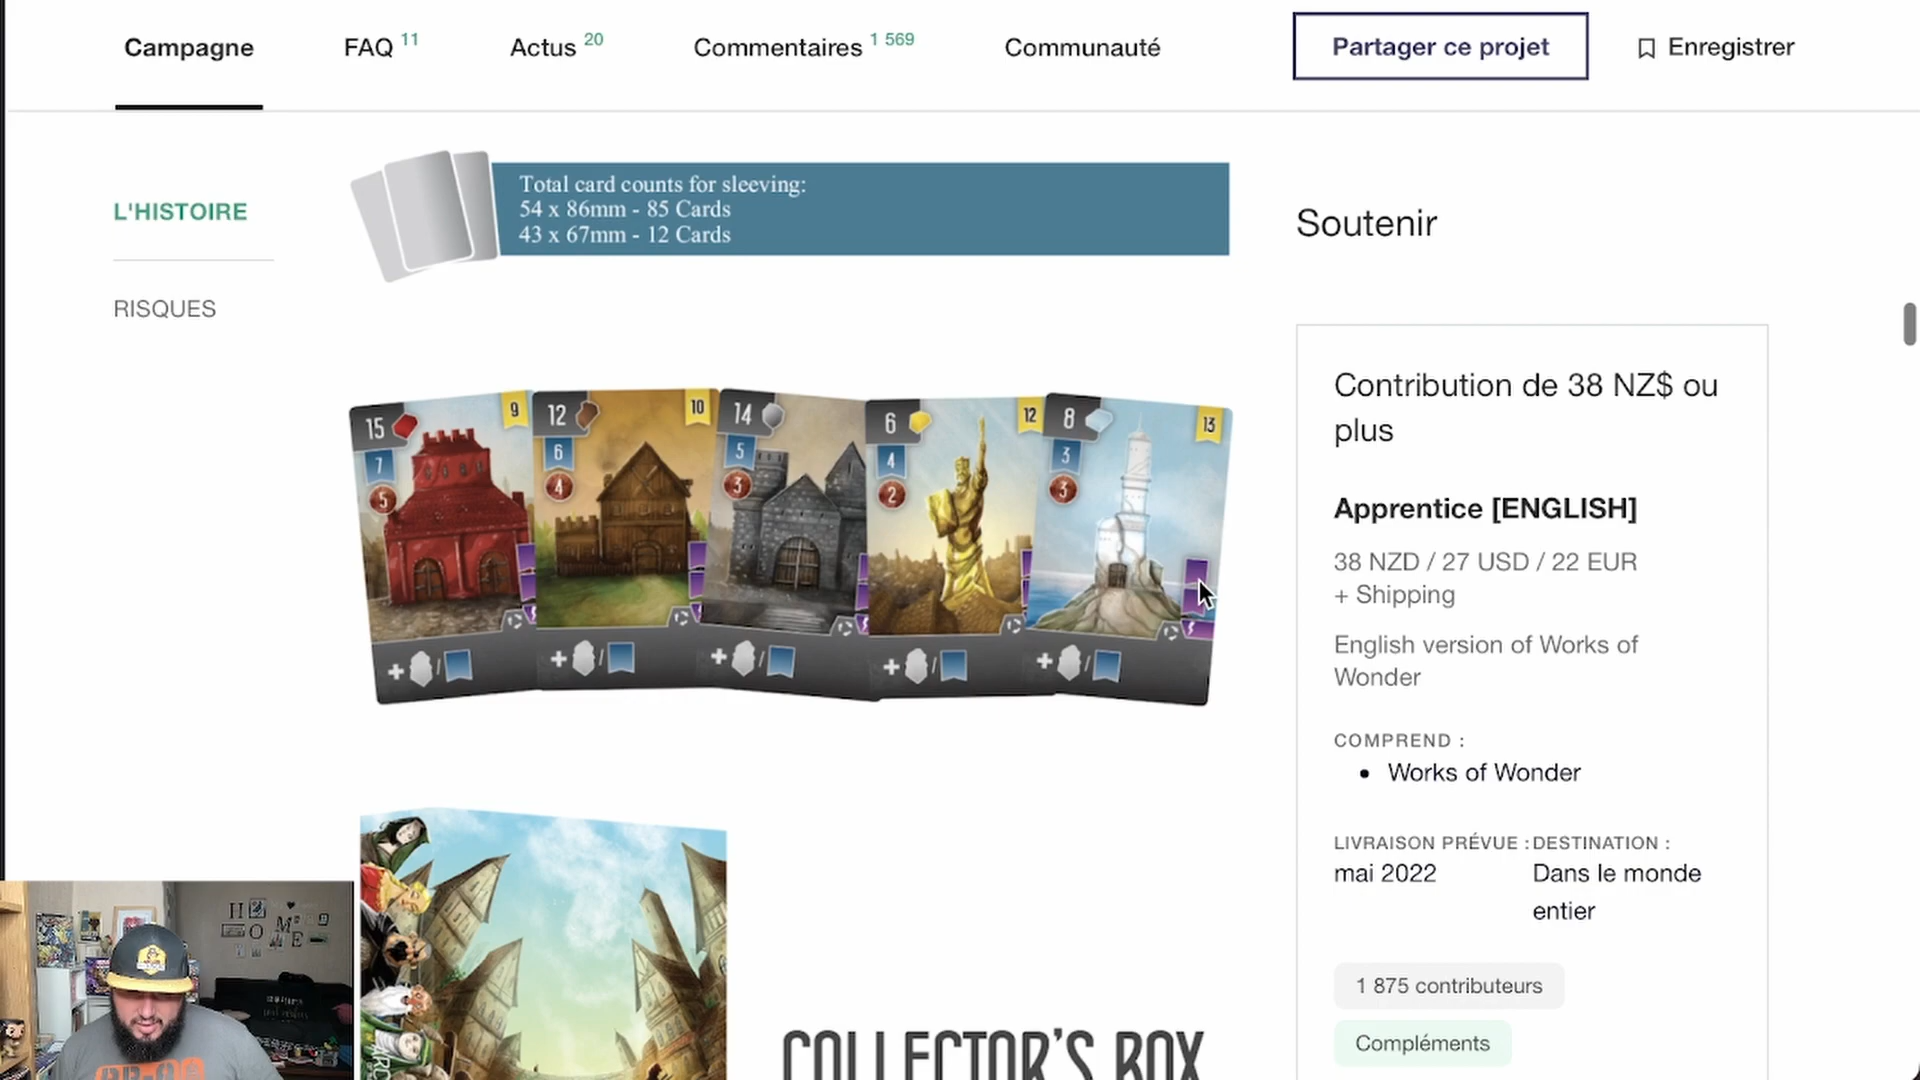 Campagne
FAQ 11
Actus 20
Commentaires 1 569
Communauté
Partager ce projet
Enregistrer
L'HISTOIRE
RISQUES
Total card counts for sleeving:
54 x 86mm - 85 Cards
43 x 67mm - 12 Cards
15 9
7
5
12 10
6
4
14
5
3
6 12
4
2
8 13
3
3
+ /
+ /
+ /
+ /
+ /
COLLECTOR'S BOX
Soutenir
Contribution de 38 NZ$ ou
plus
Apprentice [ENGLISH]
38 NZD / 27 USD / 22 EUR
+ Shipping
English version of Works of
Wonder
COMPREND :
• Works of Wonder
LIVRAISON PRÉVUE :
mai 2022
DESTINATION :
Dans le monde
entier
1 875 contributeurs
Compléments
HOME